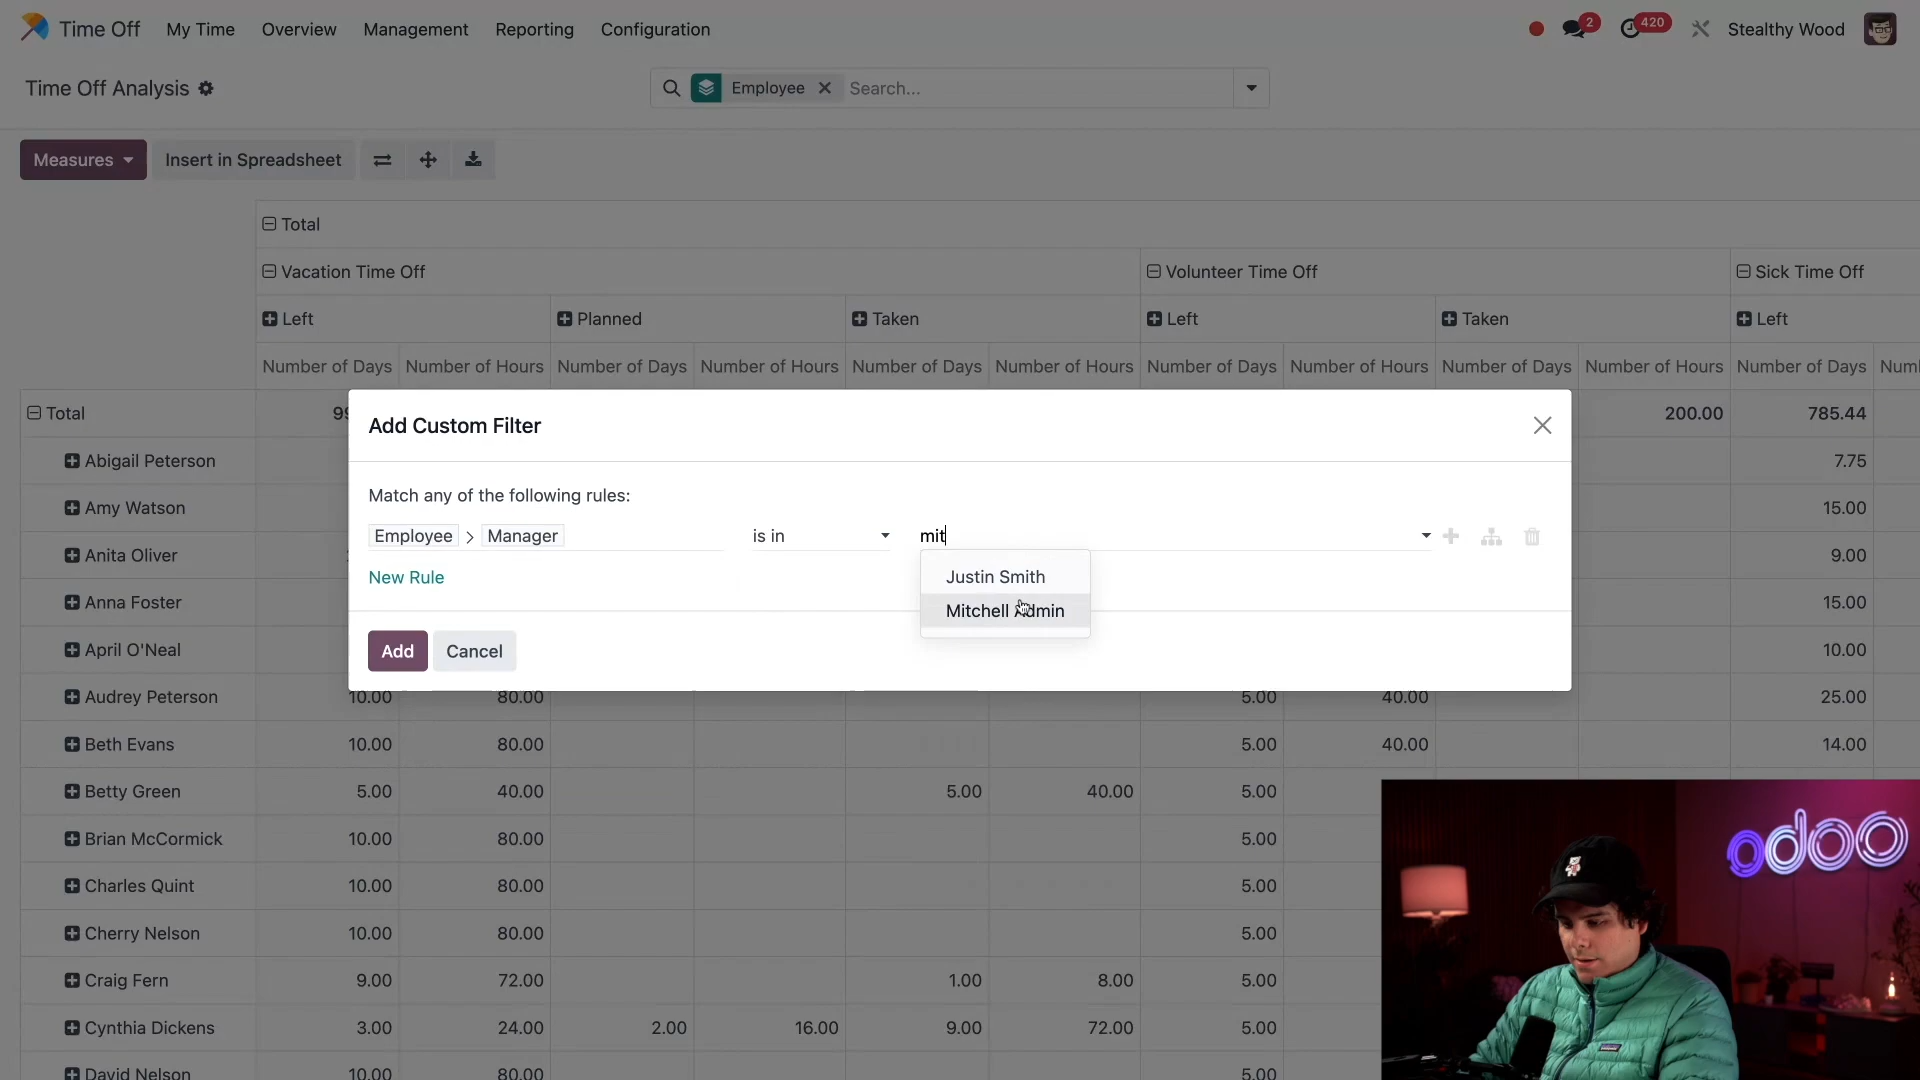 Time Off My Time Overview Management Reporting Configuration 2 420 Stealthy Wood
Time Off Analysis Employee Search...
Measures Insert in Spreadsheet
Total
Vacation Time Off Volunteer Time Off Sick Time Off
Left Planned Taken Left Taken Left
Number of Days Number of Hours Number of Days Number of Hours Number of Days Number of Hours Number of Days Number of Hours Number of Days Number of Hours Number of Days
Total 200.00 785.44
Add Custom Filter
Abigail Peterson 7.75
Match any of the following rules:
Amy Watson 15.00
Employee > Manager is in mit
Anita Oliver 9.00
New Rule
Justin Smith
Mitchell Admin
Anna Foster 15.00
Add Cancel
April O'Neal 10.00
Audrey Peterson 10.00 80.00 5.00 40.00 25.00
Beth Evans 10.00 80.00 5.00 40.00 14.00
Betty Green 5.00 40.00 5.00 40.00 5.00
Brian McCormick 10.00 80.00 5.00
Charles Quint 10.00 80.00 5.00
Cherry Nelson 10.00 80.00 5.00
Craig Fern 9.00 72.00 1.00 8.00 5.00
Cynthia Dickens 3.00 24.00 2.00 16.00 9.00 72.00 5.00
David Nelson 10.00 80.00 5.00
odoo